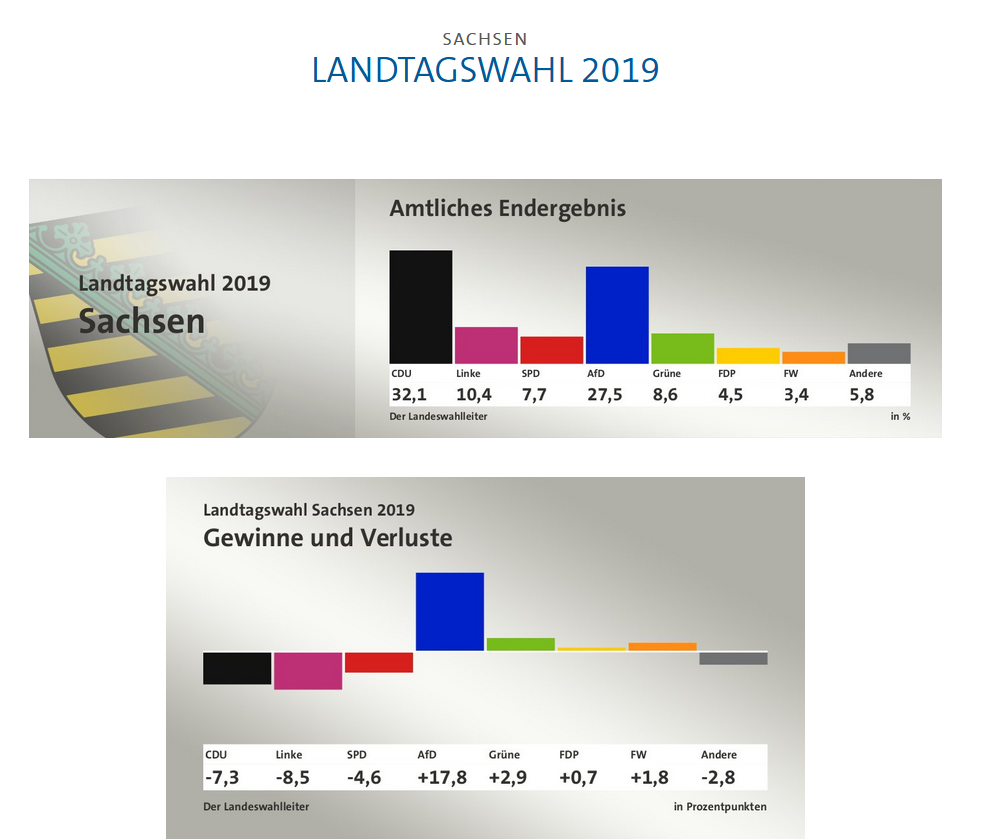 SACHSEN
LANDTAGSWAHL 2019
Landtagswahl 2019
Sachsen
Amtliches Endergebnis
CDU Linke SPD AfD Grüne FDP FW Andere
32,1 10,4 7,7 27,5 8,6 4,5 3,4 5,8
Der Landeswahlleiter in %
Landtagswahl Sachsen 2019
Gewinne und Verluste
CDU Linke SPD AfD Grüne FDP FW Andere
-7,3 -8,5 -4,6 +17,8 +2,9 +0,7 +1,8 -2,8
Der Landeswahlleiter in Prozentpunkten